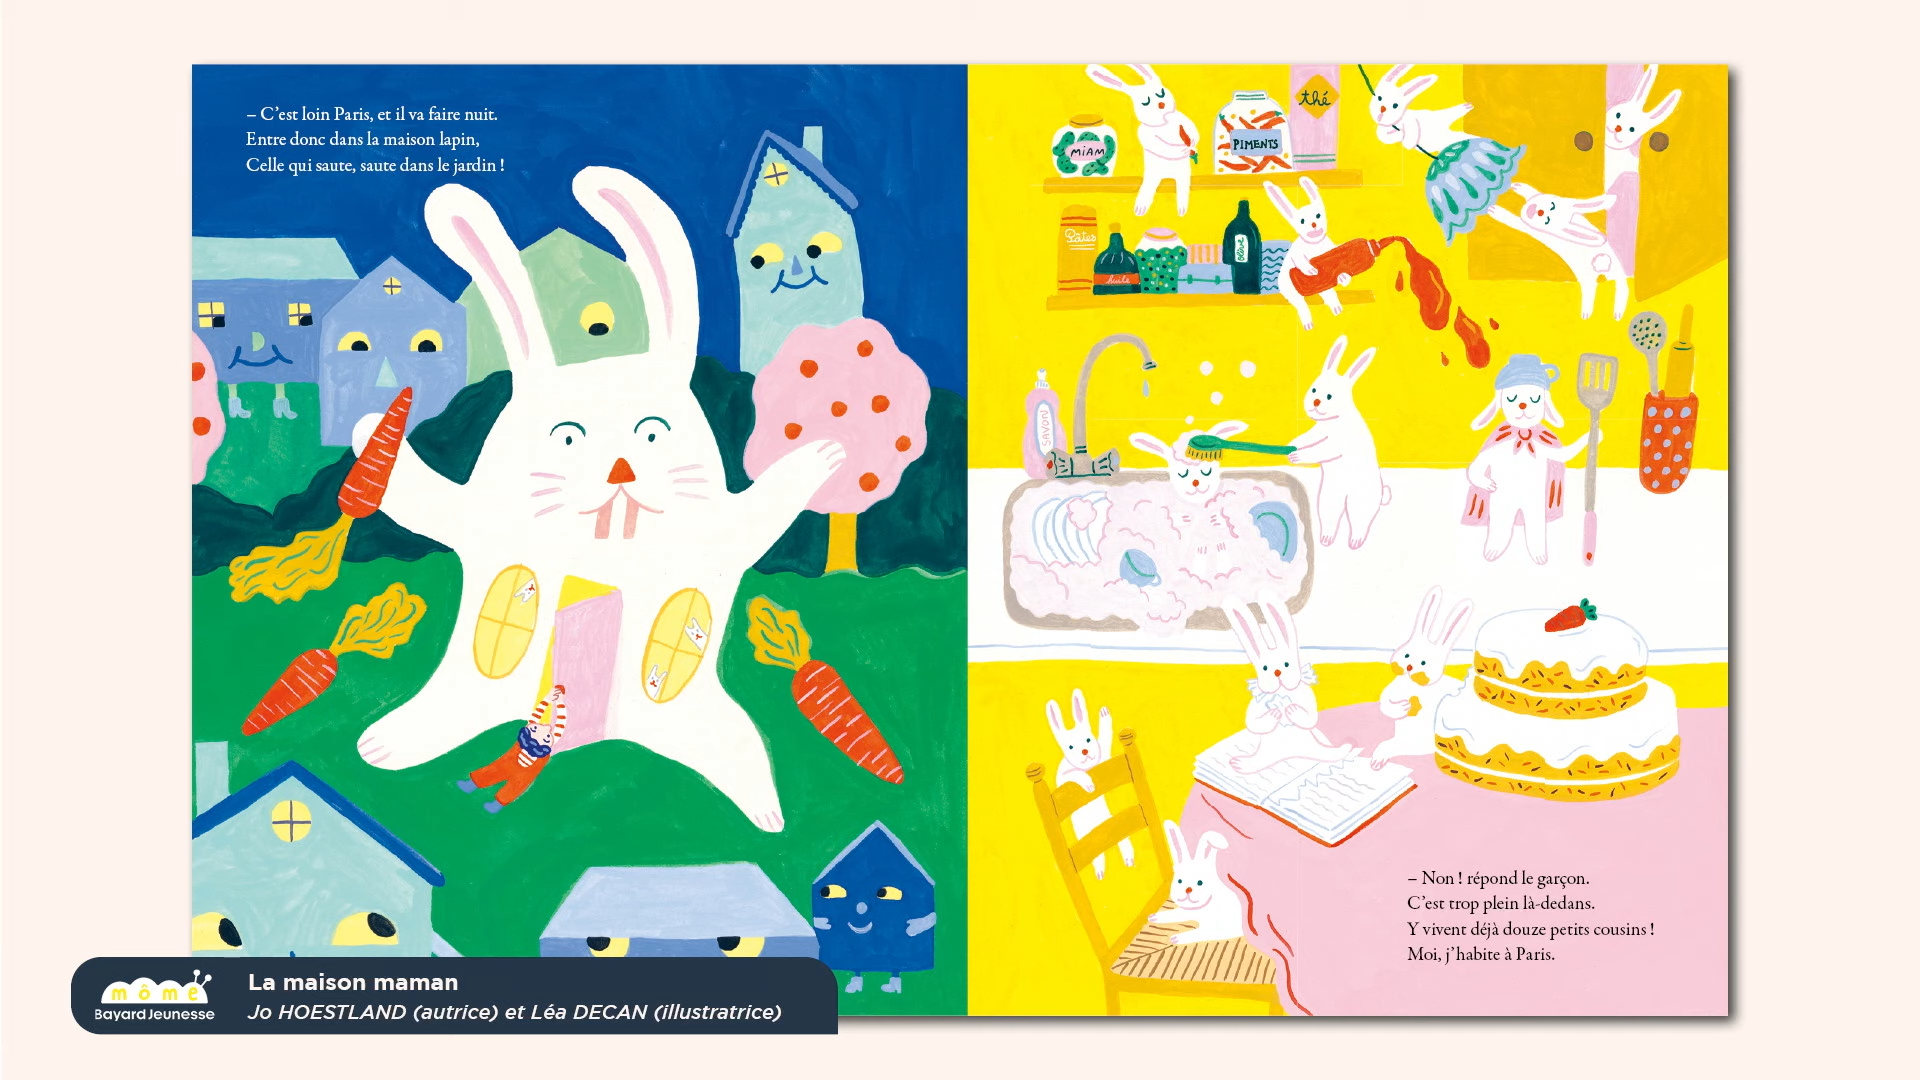 – C’est loin Paris, et il va faire nuit.
Entre donc dans la maison lapin,
Celle qui saute, saute dans le jardin !
MIAM
PIMENTS
thé
Pâtes
huile
olive
SAVON
– Non ! répond le garçon.
C’est trop plein là-dedans.
Y vivent déjà douze petits cousins !
Moi, j’habite à Paris.
môme
BayardJeunesse
La maison maman
Jo HOESTLAND (autrice) et Léa DECAN (illustratrice)